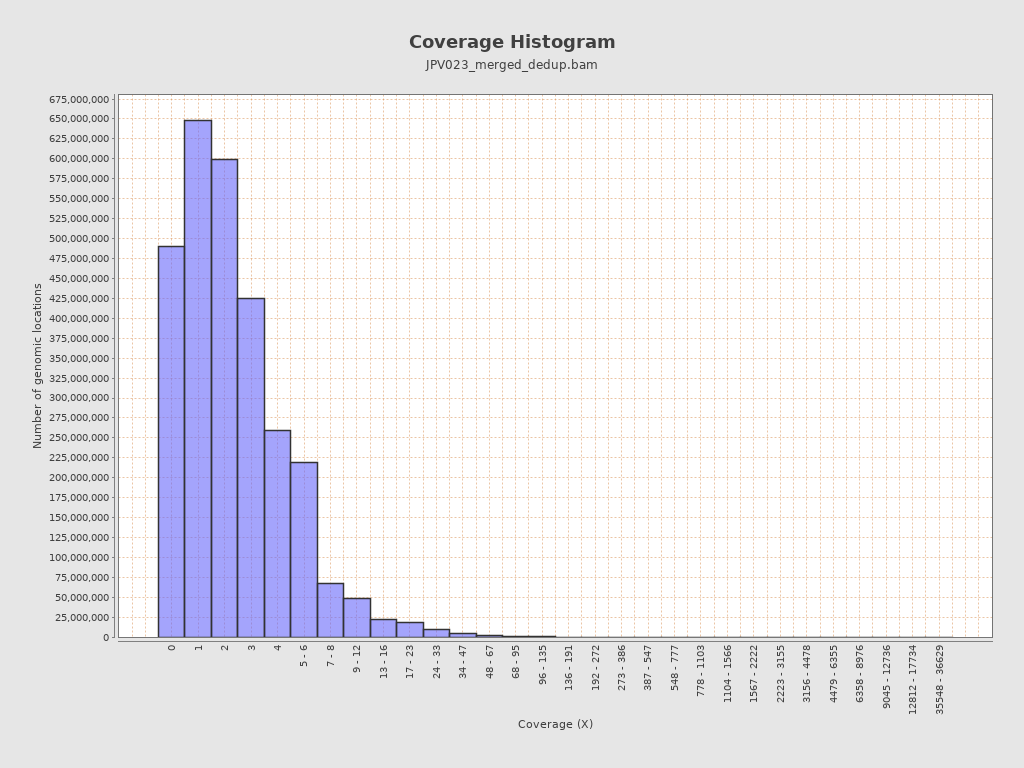 Coverage Histogram
JPV023_merged_dedup.bam
Number of genomic locations
675,000,000
650,000,000
625,000,000
600,000,000
575,000,000
550,000,000
525,000,000
500,000,000
475,000,000
450,000,000
425,000,000
400,000,000
375,000,000
350,000,000
325,000,000
300,000,000
275,000,000
250,000,000
225,000,000
200,000,000
175,000,000
150,000,000
125,000,000
100,000,000
75,000,000
50,000,000
25,000,000
0
0
1
2
3
4
5 - 6
7 - 8
9 - 12
13 - 16
17 - 23
24 - 33
34 - 47
48 - 67
68 - 95
96 - 135
136 - 191
192 - 272
273 - 386
387 - 547
548 - 777
778 - 1103
1104 - 1566
1567 - 2222
2223 - 3155
3156 - 4478
4479 - 6355
6358 - 8976
9045 - 12736
12812 - 17734
35548 - 36629
Coverage (X)